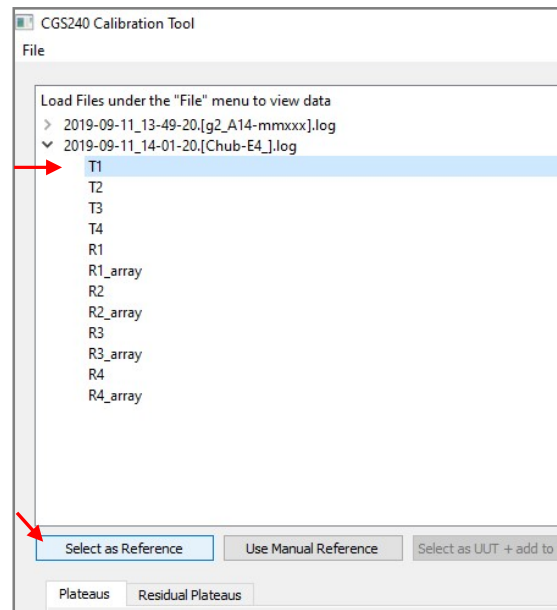 CGS240 Calibration Tool
File
Load Files under the "File" menu to view data
2019-09-11_13-49-20.[g2_A14-mmxxx].log
2019-09-11_14-01-20.[Chub-E4_].log
T1
T2
T3
T4
R1
R1_array
R2
R2_array
R3
R3_array
R4
R4_array
Select as Reference Use Manual Reference Select as UUT + add to
Plateaus Residual Plateaus